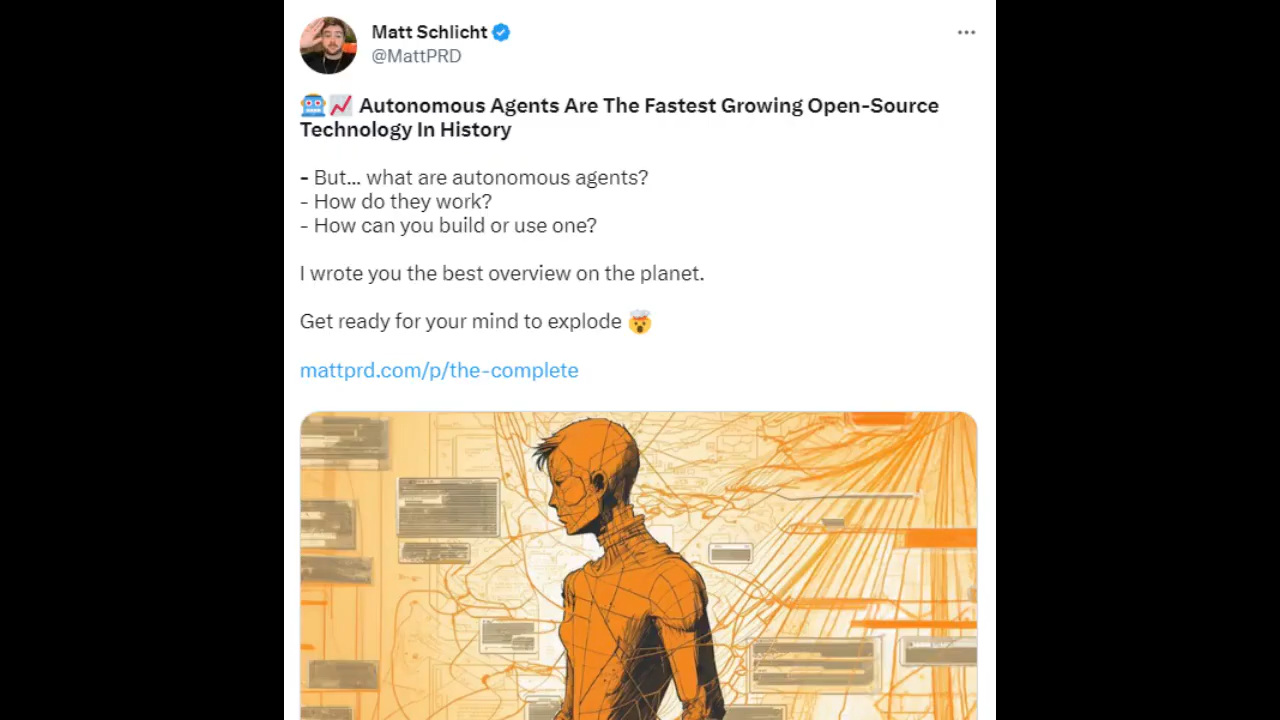 Matt Schlicht
@MattPRD
🤖📈 Autonomous Agents Are The Fastest Growing Open-Source
Technology In History
- But... what are autonomous agents?
- How do they work?
- How can you build or use one?
I wrote you the best overview on the planet.
Get ready for your mind to explode 🤯
mattprd.com/p/the-complete